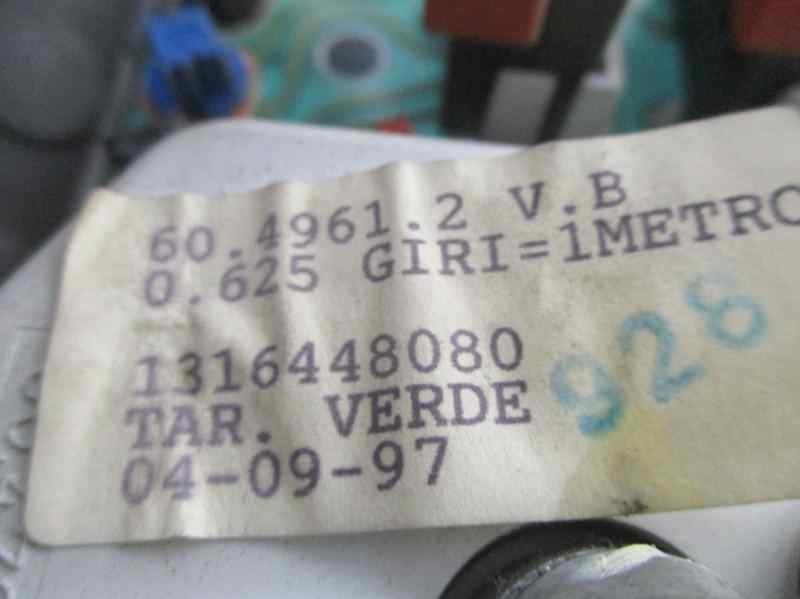 60.4961.2 V.B
0.625 GIRI=1METRO
1316448080
TAR. VERDE
04-09-97
928